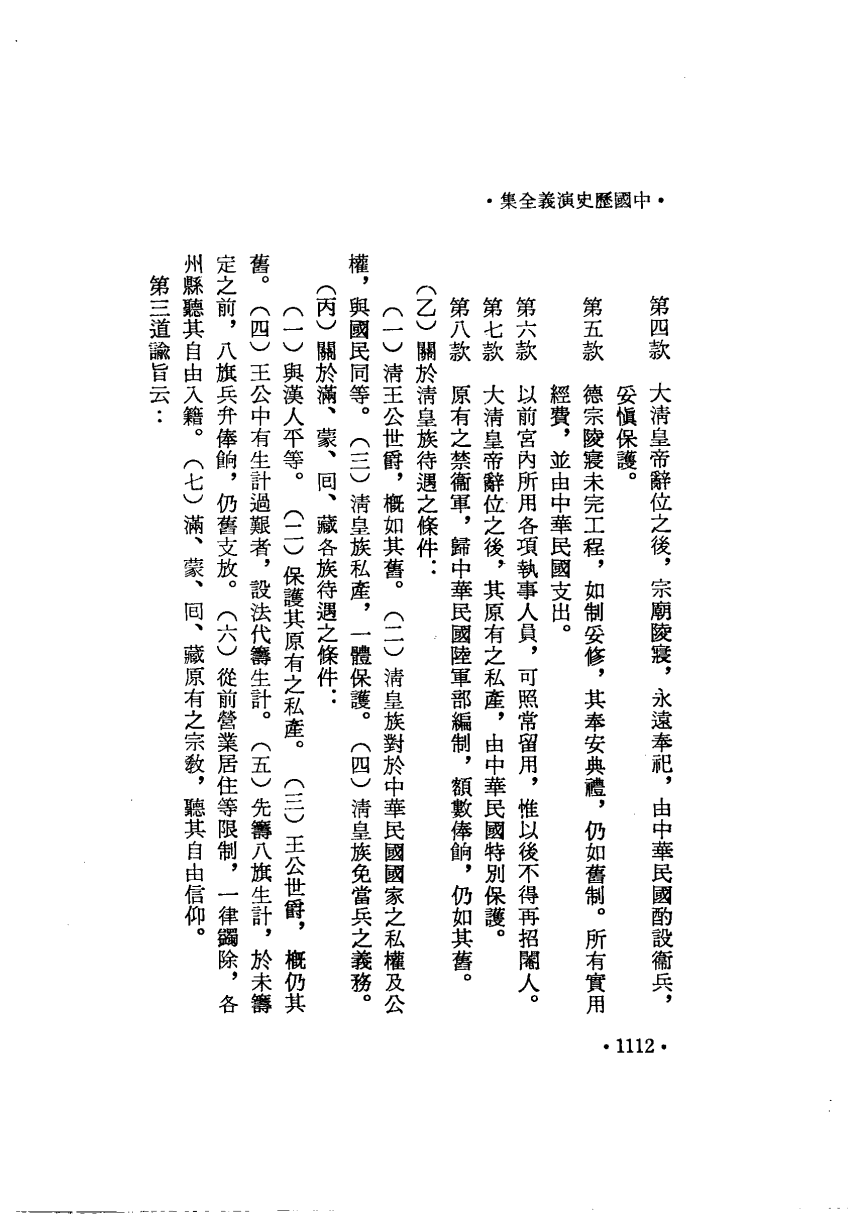 ·中國歷史演義全集·
第四款　大淸皇帝辭位之後，宗廟陵寢，永遠奉祀，由中華民國酌設衞兵，
妥愼保護。
第五款　德宗陵寢未完工程，如制妥修，其奉安典禮，仍如舊制。所有實用
經費，並由中華民國支出。
第六款　以前宮內所用各項執事人員，可照常留用，惟以後不得再招閹人。
第七款　大淸皇帝辭位之後，其原有之私產，由中華民國特別保護。
第八款　原有之禁衞軍，歸中華民國陸軍部編制，額數俸餉，仍如其舊。
（乙）關於淸皇族待遇之條件：
（一）淸王公世爵，槪如其舊。（二）淸皇族對於中華民國國家之私權及公
權，與國民同等。（三）淸皇族私產，一體保護。（四）淸皇族免當兵之義務。
（丙）關於滿、蒙、回、藏各族待遇之條件：
（一）與漢人平等。（二）保護其原有之私產。（三）王公世爵，槪仍其
舊。（四）王公中有生計過艱者，設法代籌生計。（五）先籌八旗生計，於未籌
定之前，八旗兵弁俸餉，仍舊支放。（六）從前營業居住等限制，一律蠲除，各
州縣聽其自由入籍。（七）滿、蒙、回、藏原有之宗敎，聽其自由信仰。
第三道諭旨云：
·1112·